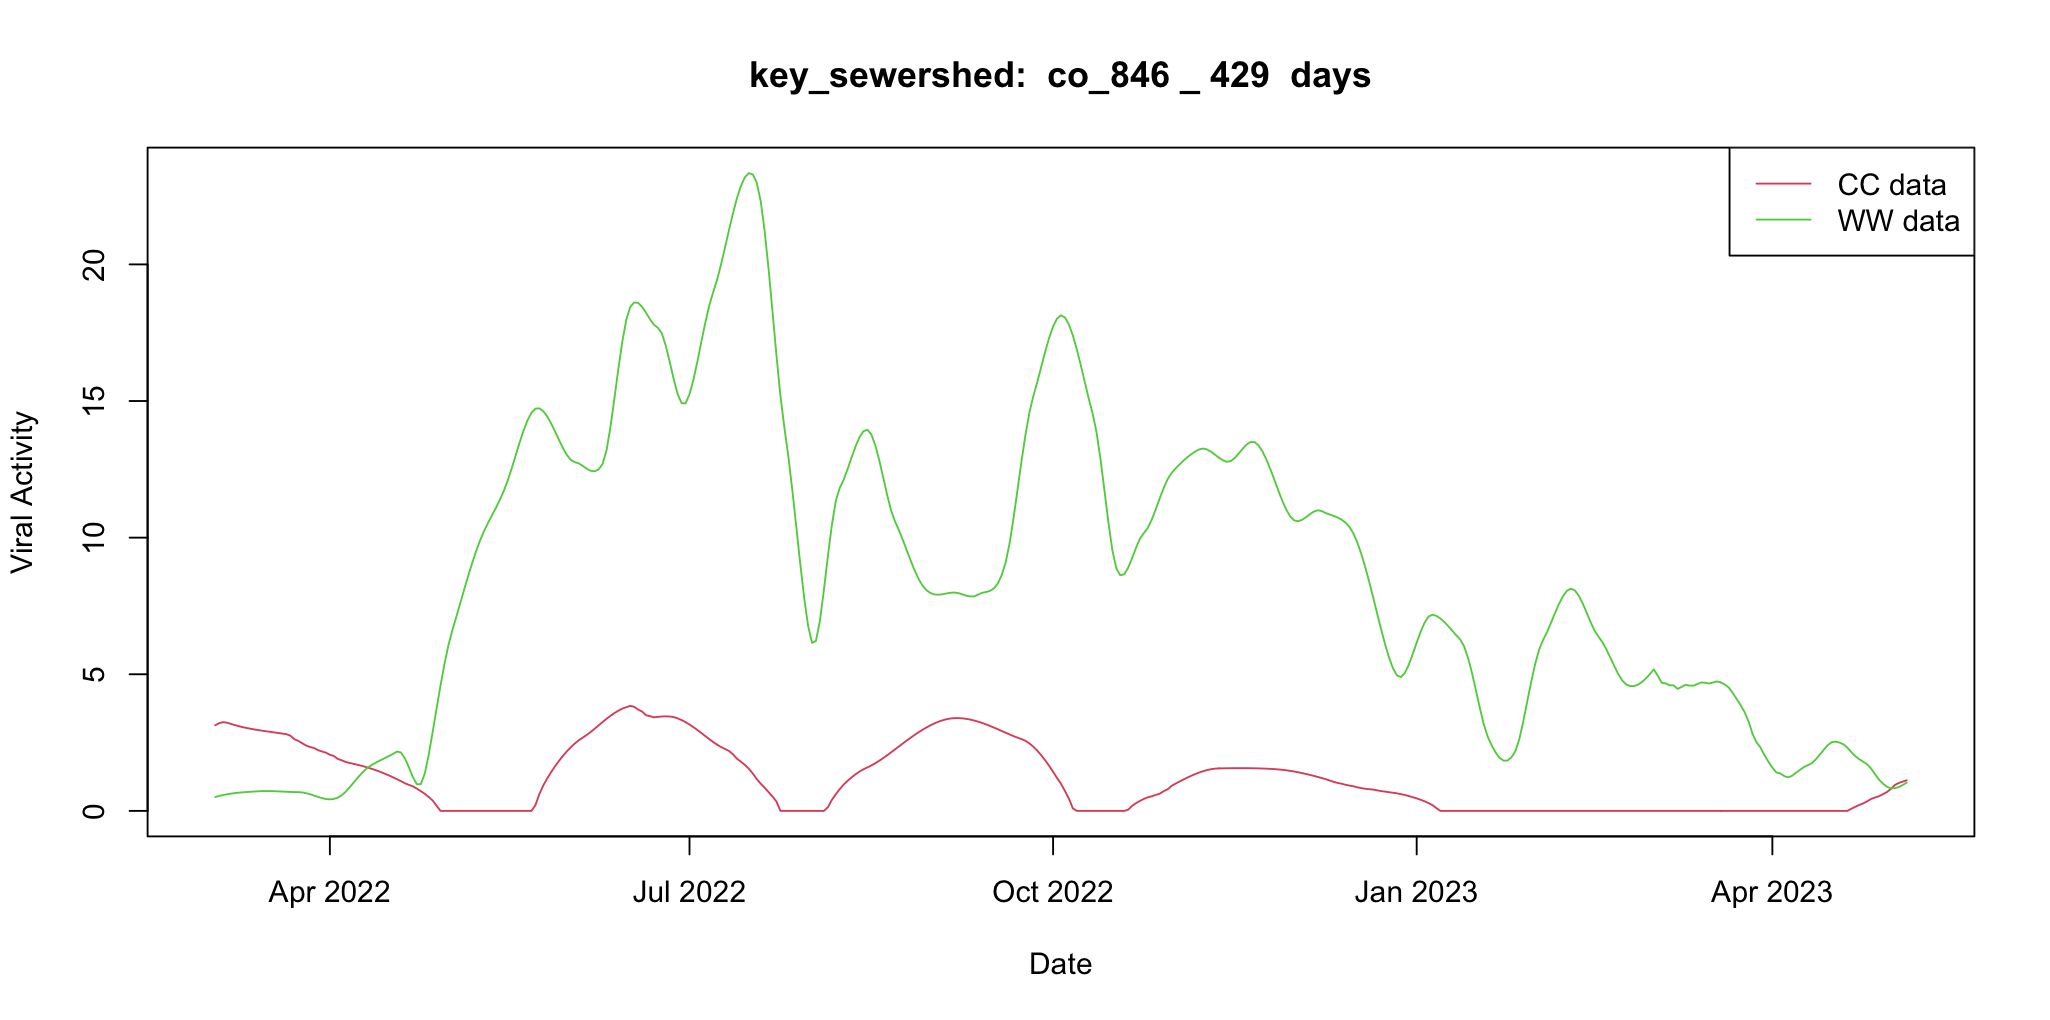 key_sewershed: co_846 _ 429 days
CC data
WW data
Viral Activity
20
15
10
5
0
Apr 2022 Jul 2022 Oct 2022 Jan 2023 Apr 2023
Date